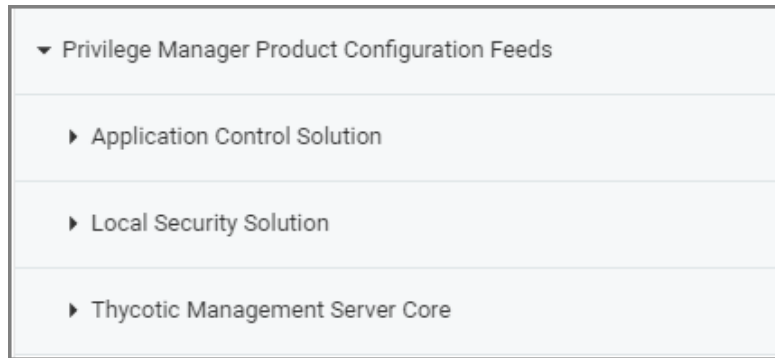 Privilege Manager Product Configuration Feeds
Application Control Solution
Local Security Solution
Thycotic Management Server Core